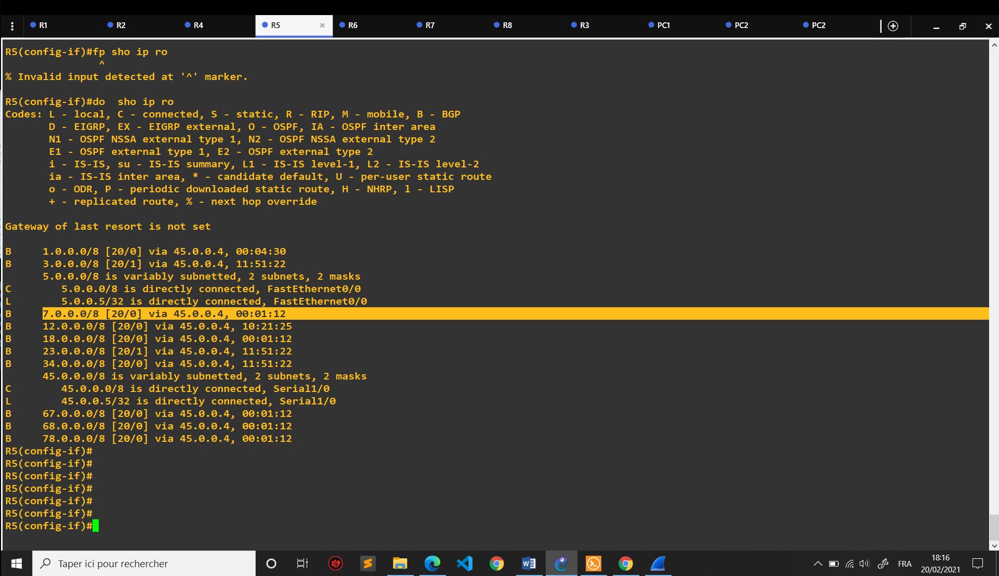 R1 R2 R4 R5 × R6 R7 R8 R3 PC1 PC2 PC2
R5(config-if)#fp sho ip ro
^
% Invalid input detected at '^' marker.
R5(config-if)#do  sho ip ro
Codes: L - local, C - connected, S - static, R - RIP, M - mobile, B - BGP
D - EIGRP, EX - EIGRP external, O - OSPF, IA - OSPF inter area
N1 - OSPF NSSA external type 1, N2 - OSPF NSSA external type 2
E1 - OSPF external type 1, E2 - OSPF external type 2
i - IS-IS, su - IS-IS summary, L1 - IS-IS level-1, L2 - IS-IS level-2
ia - IS-IS inter area, * - candidate default, U - per-user static route
o - ODR, P - periodic downloaded static route, H - NHRP, l - LISP
+ - replicated route, % - next hop override
Gateway of last resort is not set
B     1.0.0.0/8 [20/0] via 45.0.0.4, 00:04:30
B     3.0.0.0/8 [20/1] via 45.0.0.4, 11:51:22
5.0.0.0/8 is variably subnetted, 2 subnets, 2 masks
C        5.0.0.0/8 is directly connected, FastEthernet0/0
L        5.0.0.5/32 is directly connected, FastEthernet0/0
B     7.0.0.0/8 [20/0] via 45.0.0.4, 00:01:12
B     12.0.0.0/8 [20/0] via 45.0.0.4, 10:21:25
B     18.0.0.0/8 [20/0] via 45.0.0.4, 00:01:12
B     23.0.0.0/8 [20/1] via 45.0.0.4, 11:51:22
B     34.0.0.0/8 [20/0] via 45.0.0.4, 11:51:22
45.0.0.0/8 is variably subnetted, 2 subnets, 2 masks
C        45.0.0.0/8 is directly connected, Serial1/0
L        45.0.0.5/32 is directly connected, Serial1/0
B     67.0.0.0/8 [20/0] via 45.0.0.4, 00:01:12
B     68.0.0.0/8 [20/0] via 45.0.0.4, 00:01:12
B     78.0.0.0/8 [20/0] via 45.0.0.4, 00:01:12
R5(config-if)#
R5(config-if)#
R5(config-if)#
R5(config-if)#
R5(config-if)#
R5(config-if)#
R5(config-if)#
Taper ici pour rechercher
FRA
18:16
20/02/2021